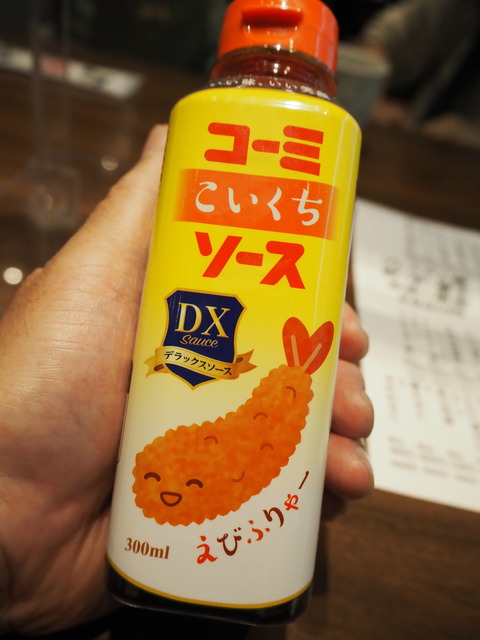 コーミ
こいくち
ソース
DX
Sauce
デラックスソース
えびふりゃー
300ml